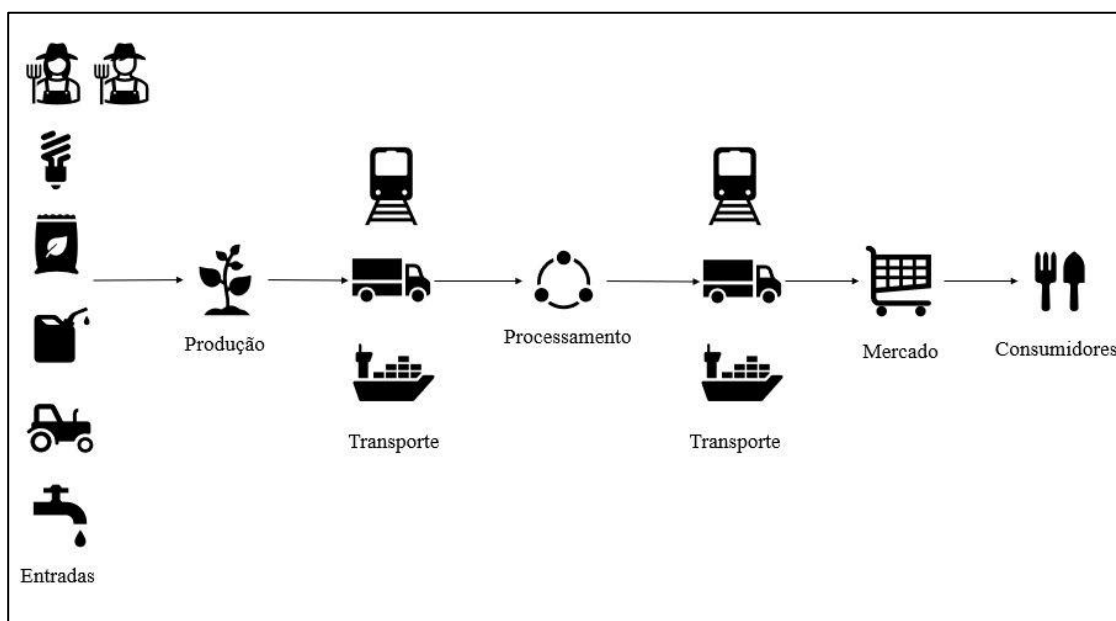 Entradas
Produção
Transporte
Processamento
Transporte
Mercado
Consumidores